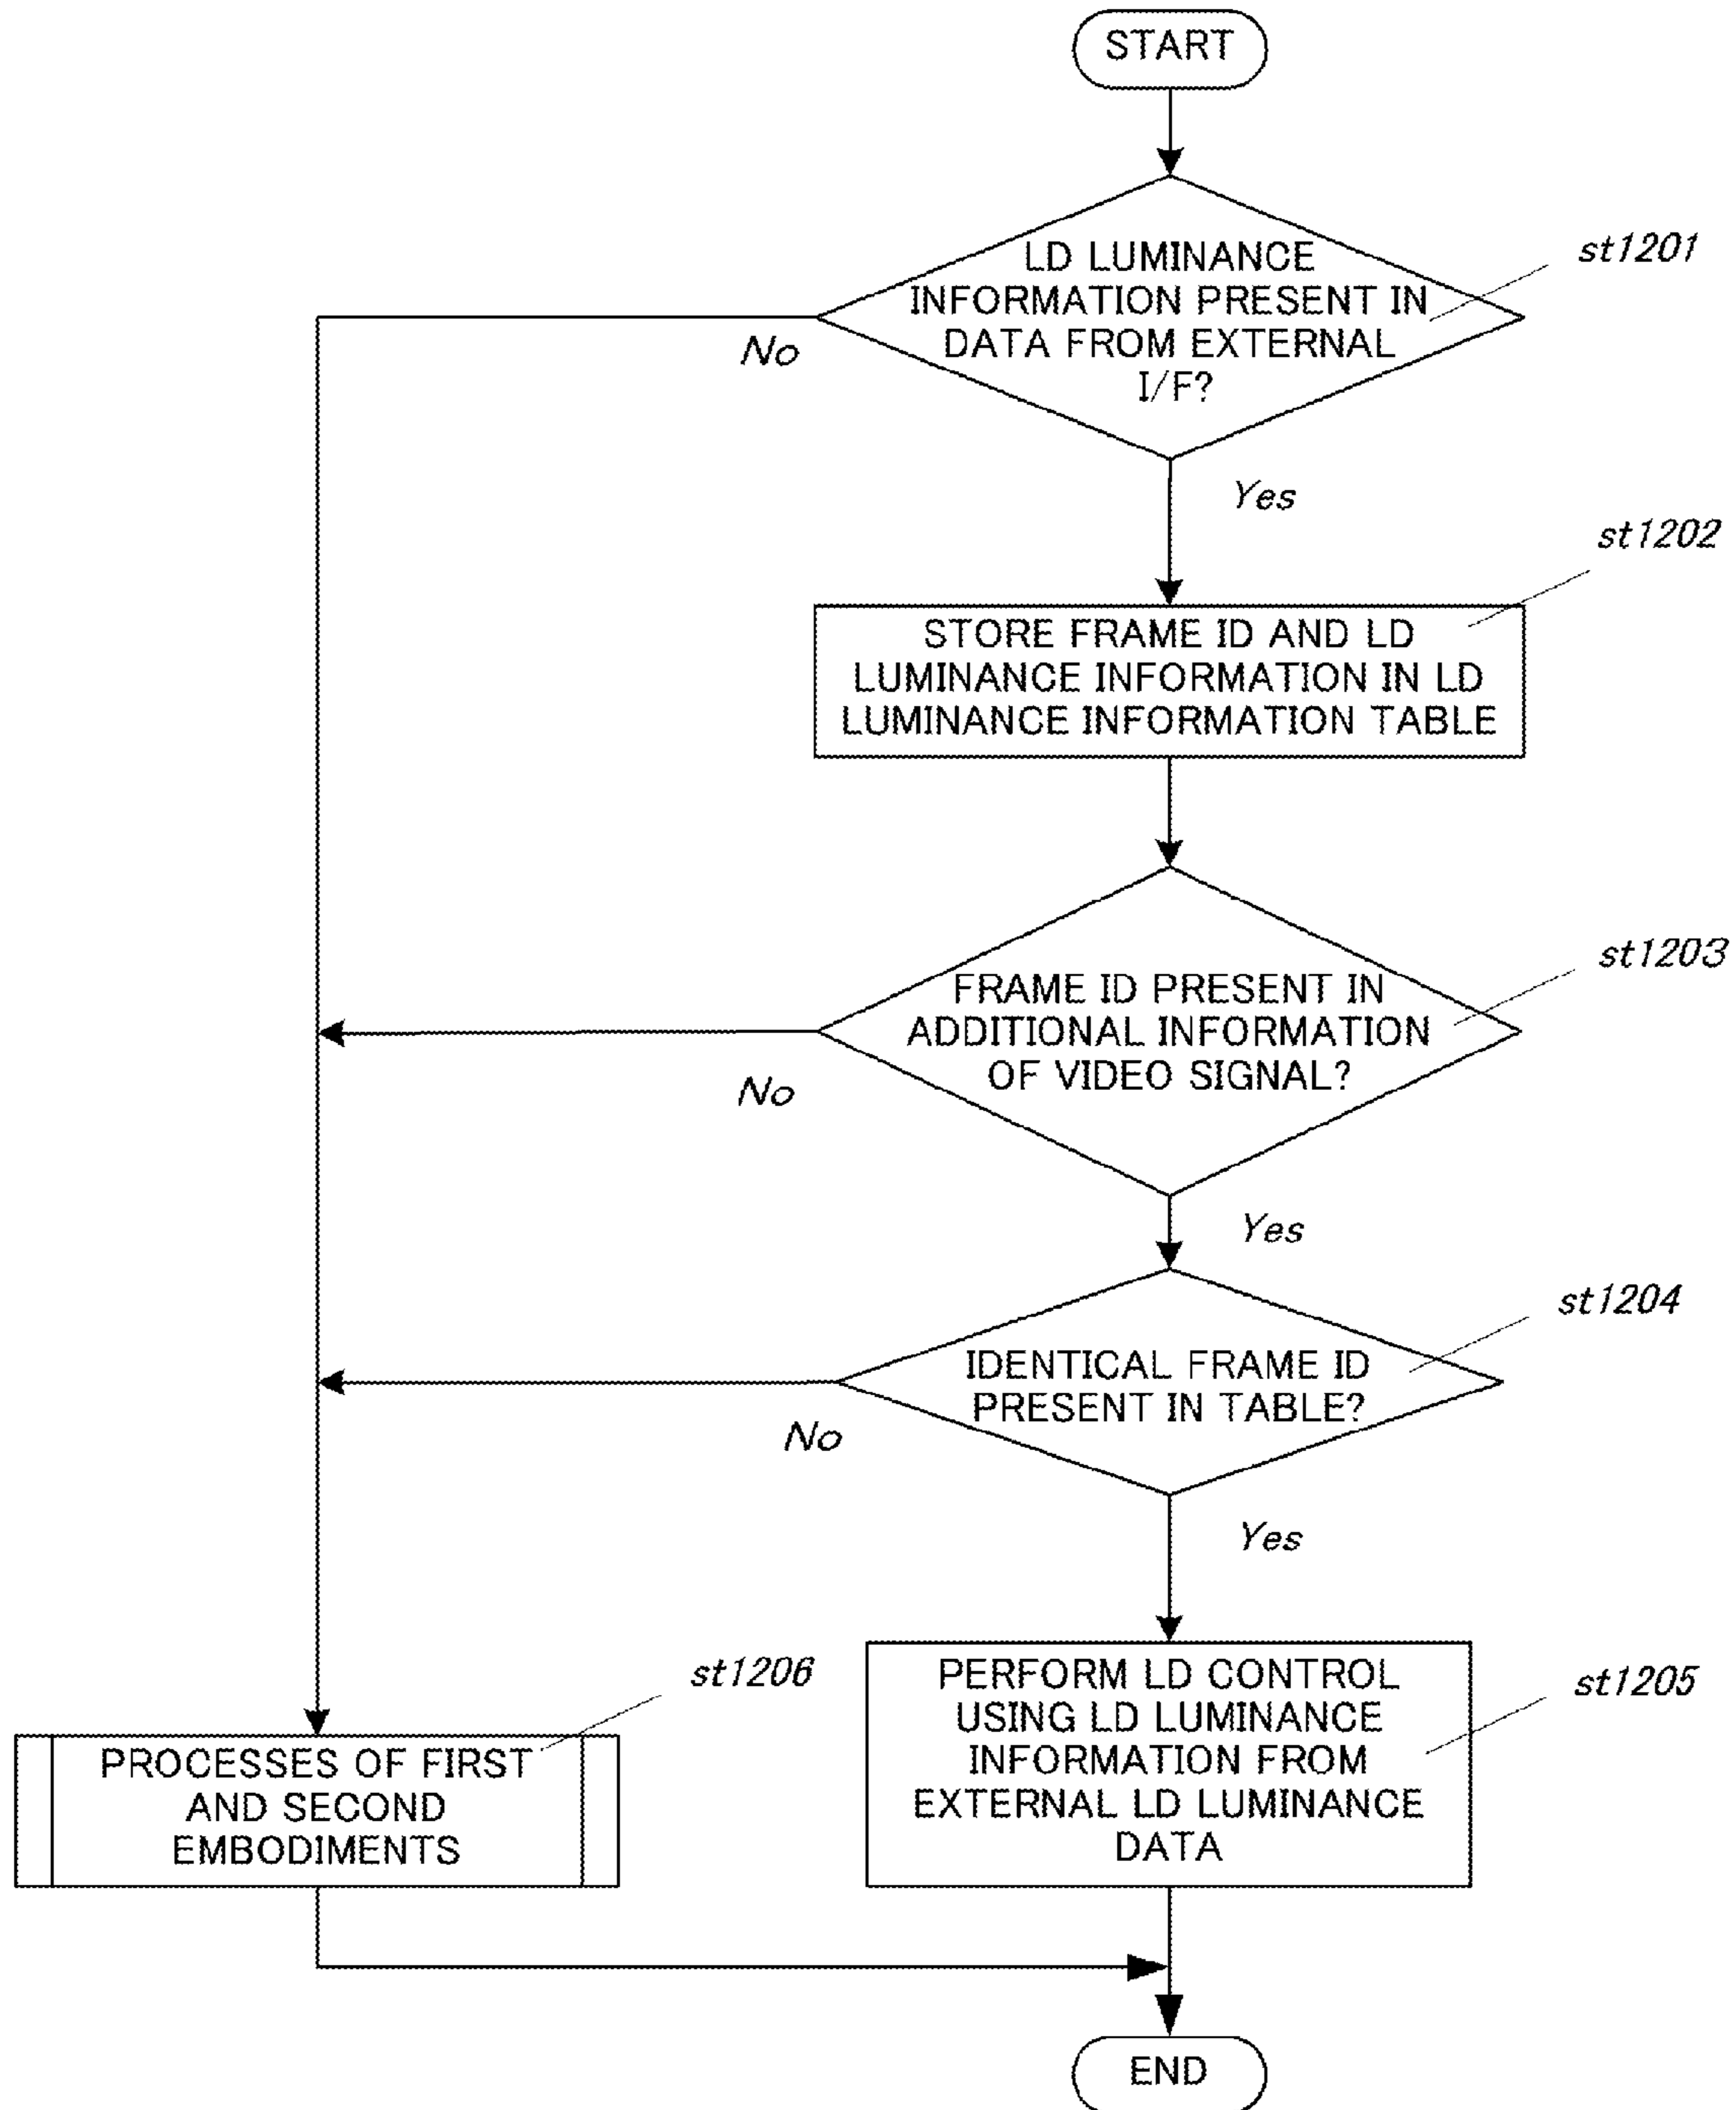 START
LD LUMINANCE
INFORMATION PRESENT IN
DATA FROM EXTERNAL
I/F?
st1201
No
Yes
st1202
STORE FRAME ID AND LD
LUMINANCE INFORMATION IN LD
LUMINANCE INFORMATION TABLE
st1203
FRAME ID PRESENT IN
ADDITIONAL INFORMATION
OF VIDEO SIGNAL?
No
Yes
st1204
IDENTICAL FRAME ID
PRESENT IN TABLE?
No
Yes
st1206
PROCESSES OF FIRST
AND SECOND
EMBODIMENTS
st1205
PERFORM LD CONTROL
USING LD LUMINANCE
INFORMATION FROM
EXTERNAL LD LUMINANCE
DATA
END